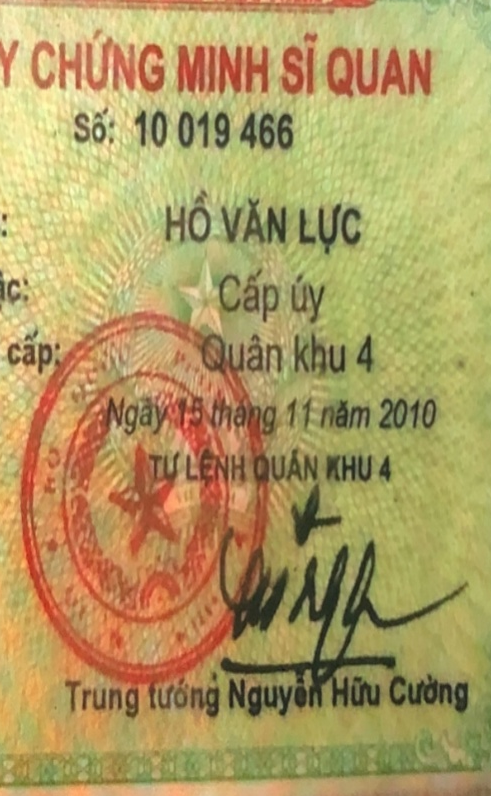 Y CHỨNG MINH SĨ QUAN
Số: 10 019 466
: HỒ VĂN LỰC
ậc: Cấp úy
cấp: Quân khu 4
Ngày 15 tháng 11 năm 2010
TƯ LỆNH QUÂN KHU 4
Trung tướng Nguyễn Hữu Cường